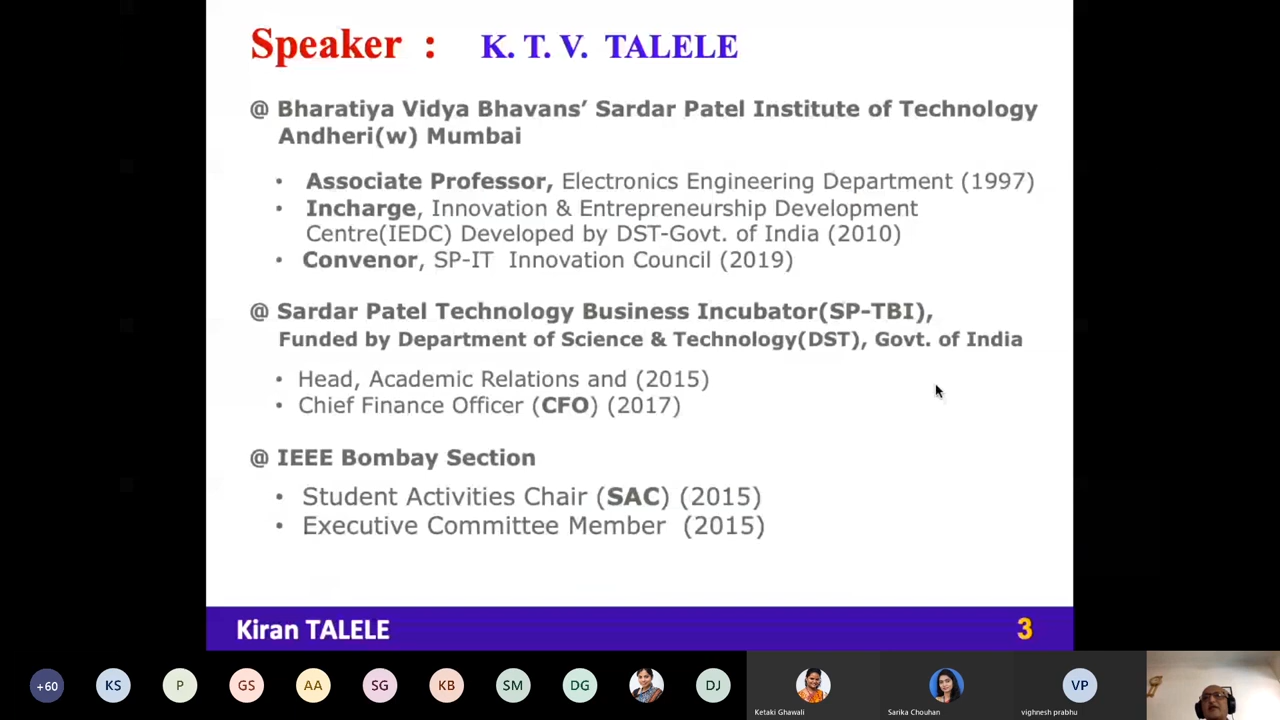 Speaker : K. T. V. TALELE
@ Bharatiya Vidya Bhavans’ Sardar Patel Institute of Technology
Andheri(w) Mumbai
• Associate Professor, Electronics Engineering Department (1997)
• Incharge, Innovation & Entrepreneurship Development
Centre(IEDC) Developed by DST-Govt. of India (2010)
• Convenor, SP-IT Innovation Council (2019)
@ Sardar Patel Technology Business Incubator(SP-TBI),
Funded by Department of Science & Technology(DST), Govt. of India
• Head, Academic Relations and (2015)
• Chief Finance Officer (CFO) (2017)
@ IEEE Bombay Section
• Student Activities Chair (SAC) (2015)
• Executive Committee Member (2015)
Kiran TALELE 3
+60 KS P GS AA SG KB SM DG DJ VP
Ketaki Ghawali Sarika Chouhan vighnesh prabhu